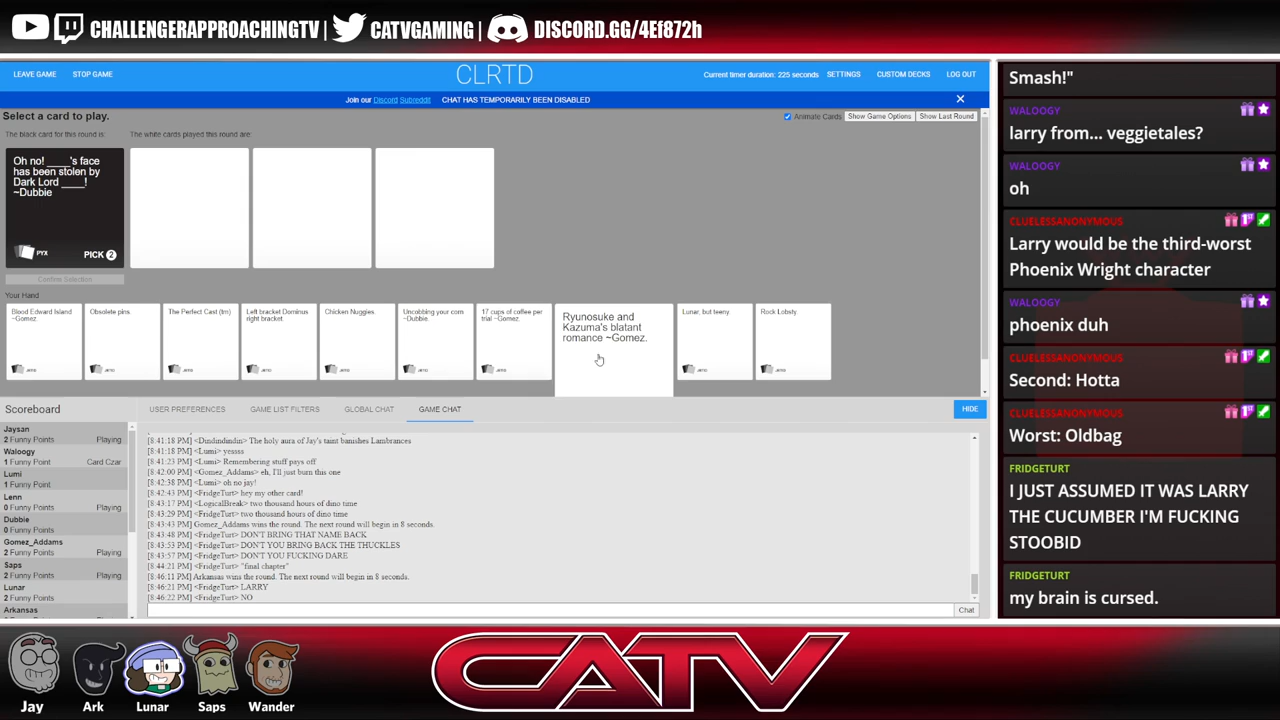 CHALLENGERAPPROACHINGTV | CATVGAMING | DISCORD.GG/4Ef872h
LEAVE GAME STOP GAME CLRTD Current timer duration: 225 seconds SETTINGS CUSTOM DECKS LOG OUT
Join our Discord Subreddit CHAT HAS TEMPORARILY BEEN DISABLED
Select a card to play.
Animate Cards Show Game Options Show Last Round
The black card for this round is: The white cards played this round are:
Oh no! ____'s face
has been stolen by
Dark Lord ____!
~Dubbie
PYX PICK 2
Confirm Selection
Your Hand
Blood Edward Island
~Gomez.
Obsolete pins.
The Perfect Cast (tm)
Left bracket Dominus
right bracket
Chicken Nuggies.
Uncobbing your corn
~Dubbie.
17 cups of coffee per
trial ~Gomez.
Ryunosuke and
Kazuma's blatant
romance ~Gomez.
Lunar, but teeny.
Rock Lobsty.
Scoreboard
USER PREFERENCES GAME LIST FILTERS GLOBAL CHAT GAME CHAT HIDE
Jaysan
2 Funny Points Playing
Waloogy
1 Funny Point Card Czar
Lumi
1 Funny Point
Lenn
0 Funny Points
Dubbie
0 Funny Points
Gomez_Addams
2 Funny Points Playing
Saps
2 Funny Points Playing
Lunar
2 Funny Points
Arkansas
[8:41:18 PM] <Dindindindin> The holy aura of Jay's taint banishes Lambrances
[8:41:18 PM] <Lumi> yessss
[8:41:23 PM] <Lumi> Remembering stuff pays off
[8:42:00 PM] <Gomez_Addams> eh, I'll just burn this one
[8:42:38 PM] <Lumi> oh no jay!
[8:42:43 PM] <FridgeTurt> hey my other card!
[8:43:17 PM] <LogicalBreak> two thousand hours of dino time
[8:43:29 PM] <FridgeTurt> two thousand hours of dino time
[8:43:43 PM] Gomez_Addams wins the round. The next round will begin in 8 seconds.
[8:43:48 PM] <FridgeTurt> DON'T BRING THAT NAME BACK
[8:43:53 PM] <FridgeTurt> DON'T YOU BRING BACK THE THUCKLES
[8:43:57 PM] <FridgeTurt> DON'T YOU FUCKING DARE
[8:44:21 PM] <FridgeTurt> "final chapter"
[8:46:11 PM] Arkansas wins the round. The next round will begin in 8 seconds.
[8:46:21 PM] <FridgeTurt> LARRY
[8:46:22 PM] <FridgeTurt> NO
Chat
Smash!"
WALOOGY
larry from... veggietales?
WALOOGY
oh
CLUELESSANONYMOUS
Larry would be the third-worst
Phoenix Wright character
WALOOGY
phoenix duh
CLUELESSANONYMOUS
Second: Hotta
CLUELESSANONYMOUS
Worst: Oldbag
FRIDGETURT
I JUST ASSUMED IT WAS LARRY
THE CUCUMBER I'M FUCKING
STOOBID
FRIDGETURT
my brain is cursed.
Jay Ark Lunar Saps Wander
CATV